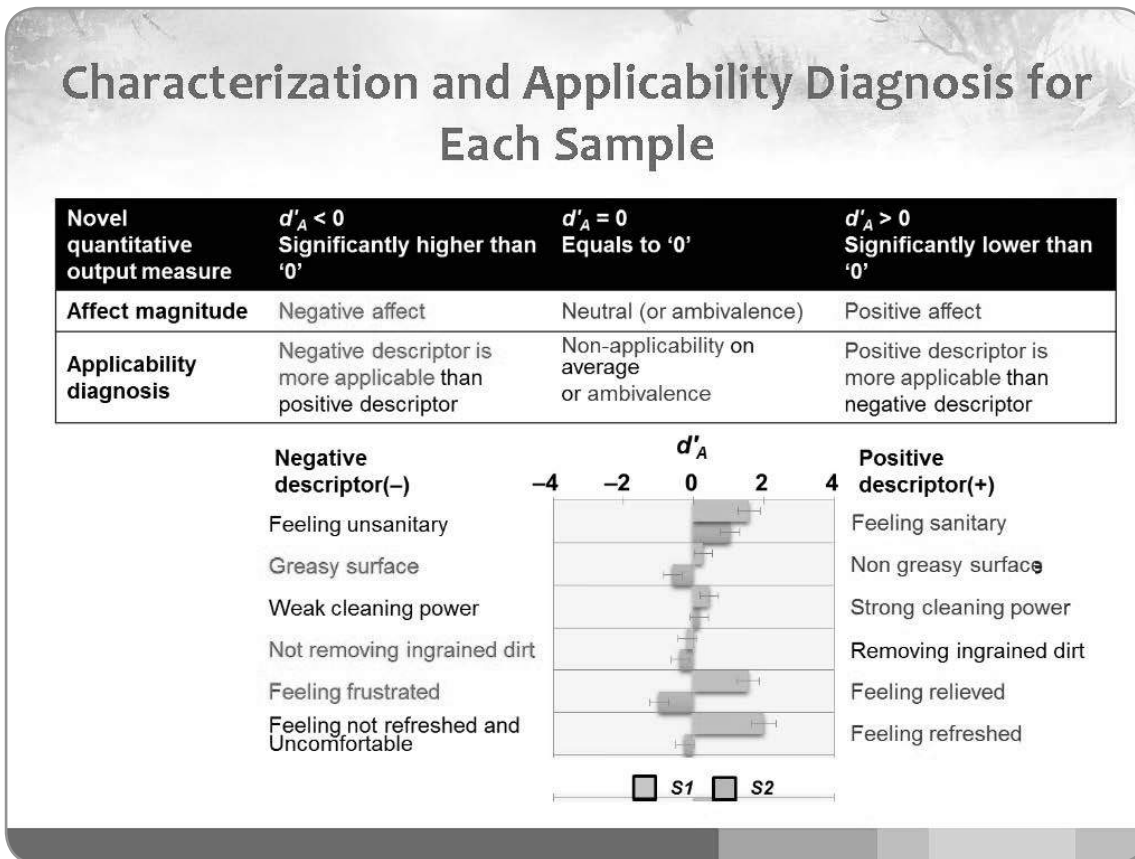 Characterization and Applicability Diagnosis for
Each Sample
Novel
quantitative
output measure
d'A < 0
Significantly higher than
‘0’
d'A = 0
Equals to ‘0’
d'A > 0
Significantly lower than
‘0’
Affect magnitude
Negative affect
Neutral (or ambivalence)
Positive affect
Applicability
diagnosis
Negative descriptor is
more applicable than
positive descriptor
Non-applicability on
average
or ambivalence
Positive descriptor is
more applicable than
negative descriptor
Negative
descriptor(–)
d'A
–4 –2 0 2 4
Positive
descriptor(+)
Feeling unsanitary
Feeling sanitary
Greasy surface
Non greasy surface
Weak cleaning power
Strong cleaning power
Not removing ingrained dirt
Removing ingrained dirt
Feeling frustrated
Feeling relieved
Feeling not refreshed and
Uncomfortable
Feeling refreshed
S1 S2